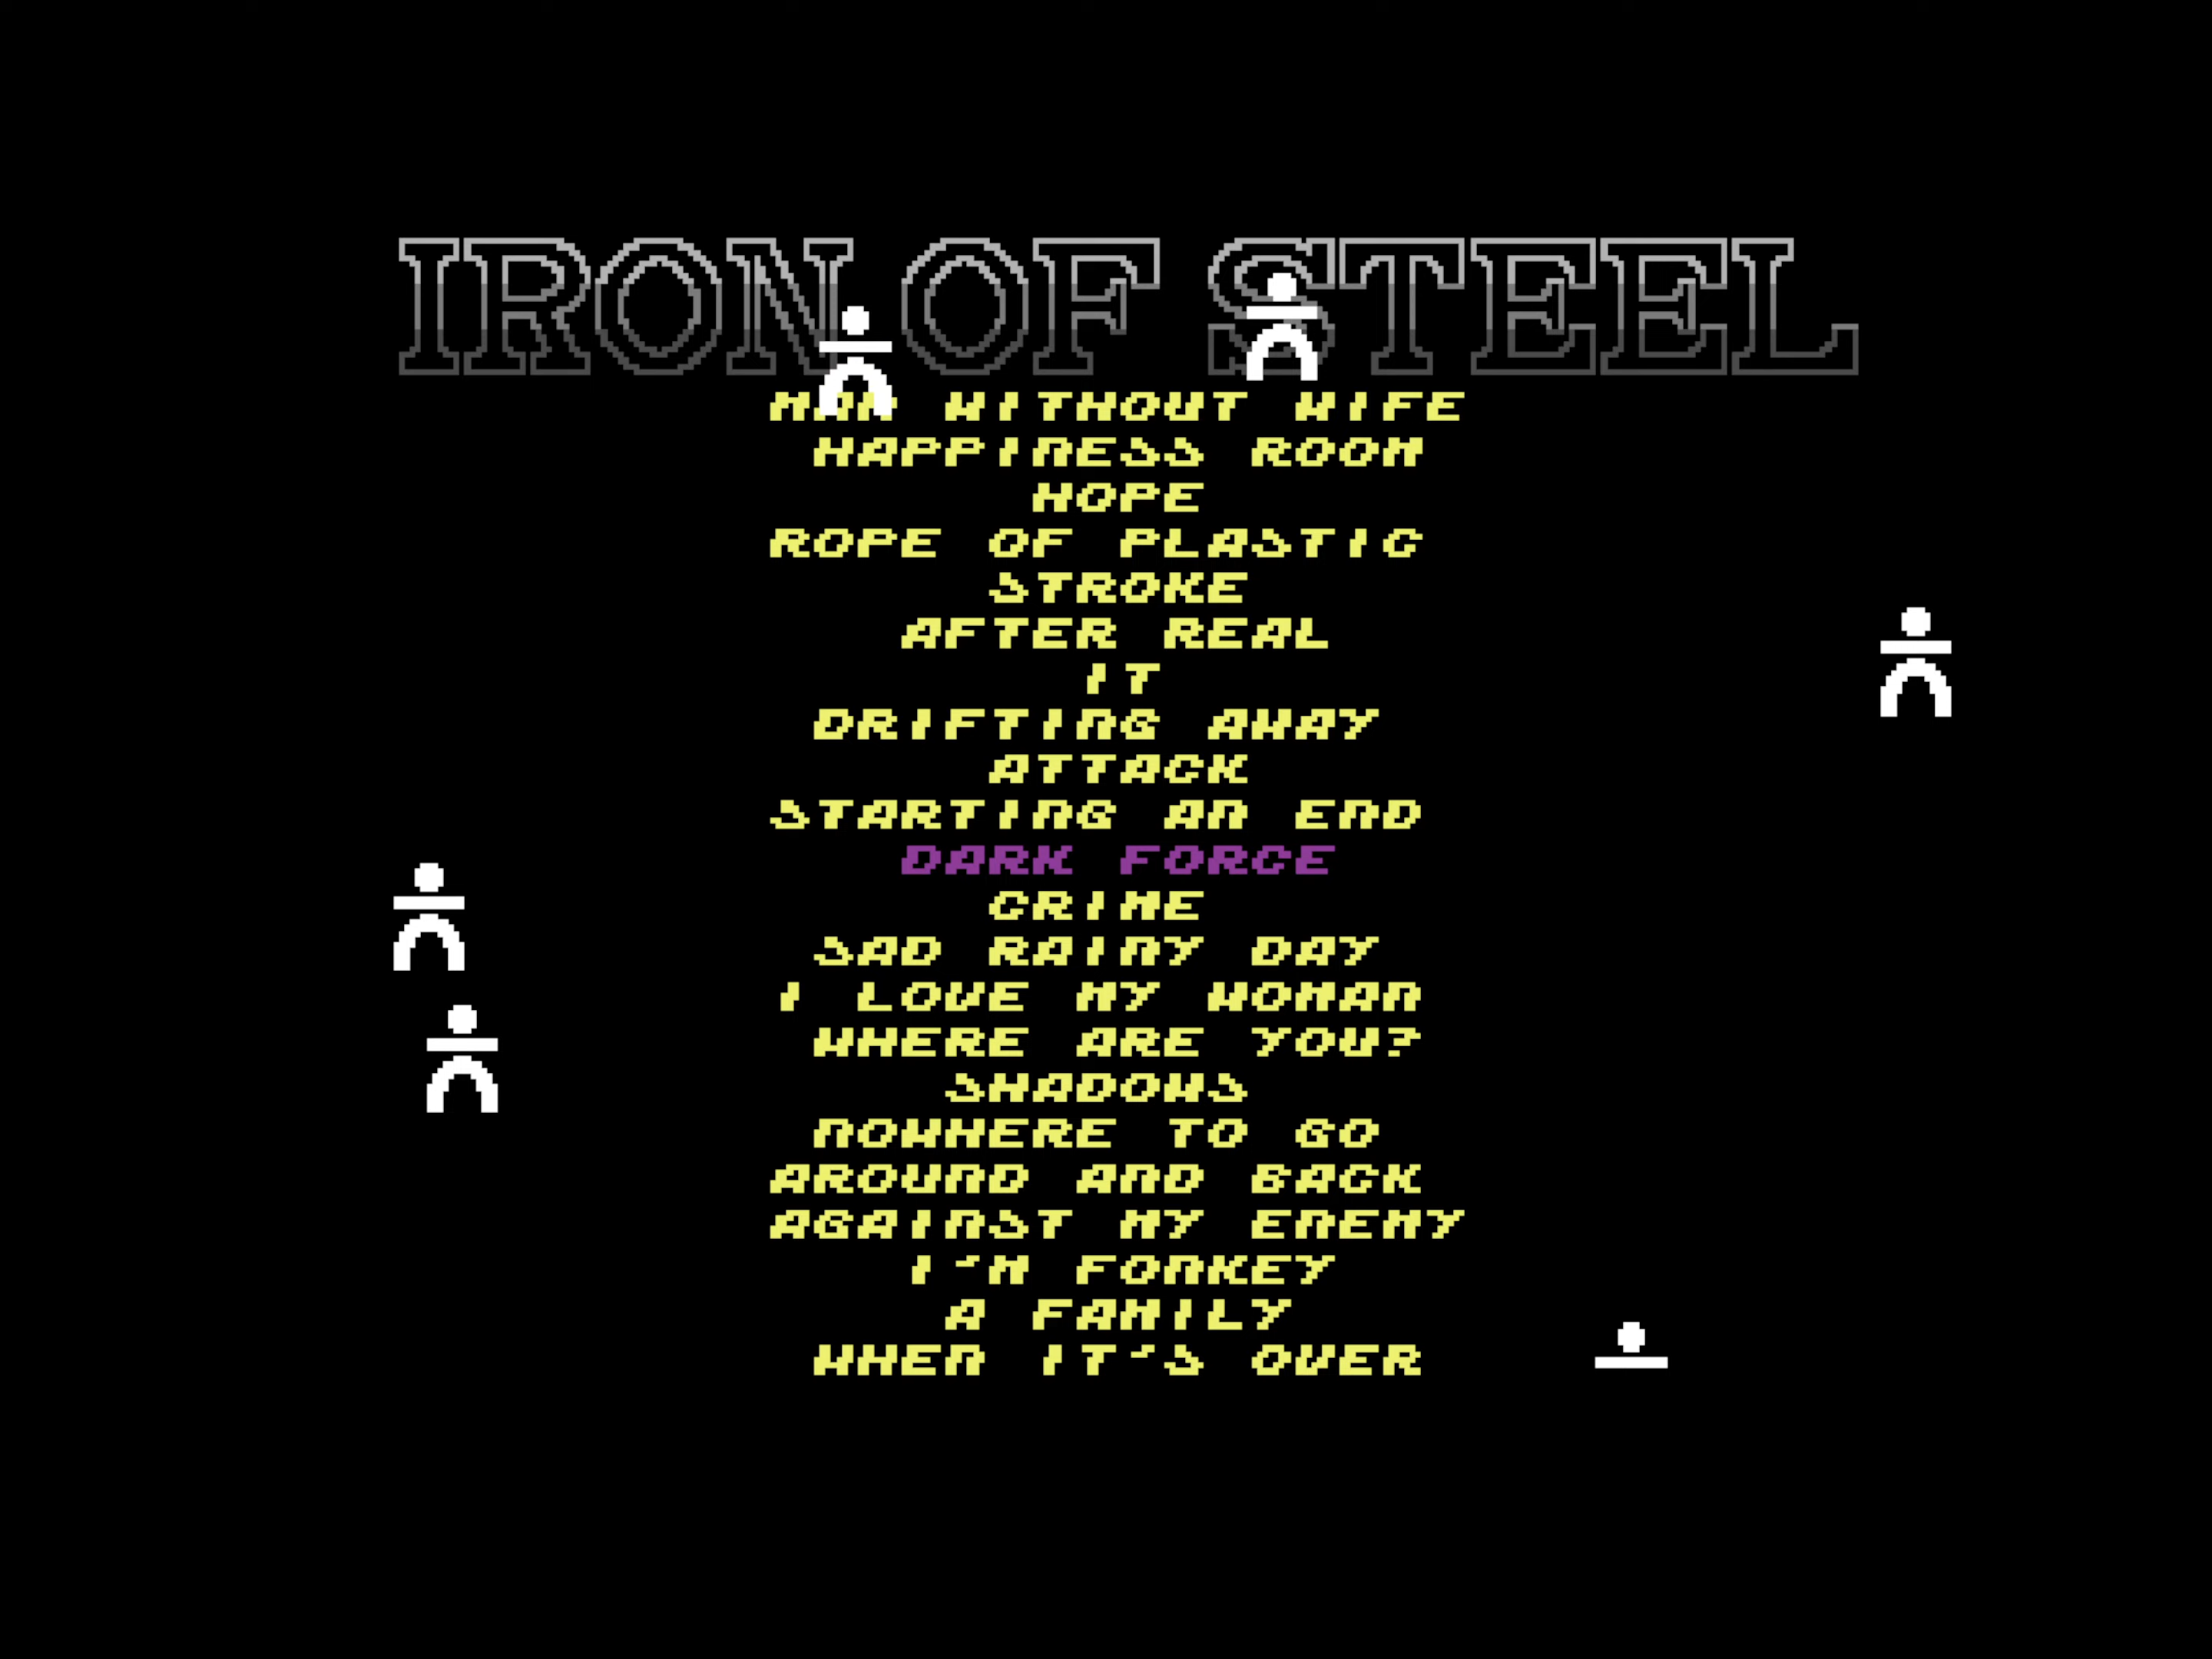 IRON OF STEEL
MAN WITHOUT WIFE
HAPPINESS ROOM
HOPE
ROPE OF PLASTIC
STROKE
AFTER REAL
IT
DRIFTING AWAY
ATTACK
STARTING AN END
DARK FORCE
CRIME
SAD RAINY DAY
I LOVE MY WOMAN
WHERE ARE YOU?
SHADOWS
NOWHERE TO GO
AROUND AND BACK
AGAINST MY ENEMY
I'M FONKEY
A FAMILY
WHEN IT'S OVER